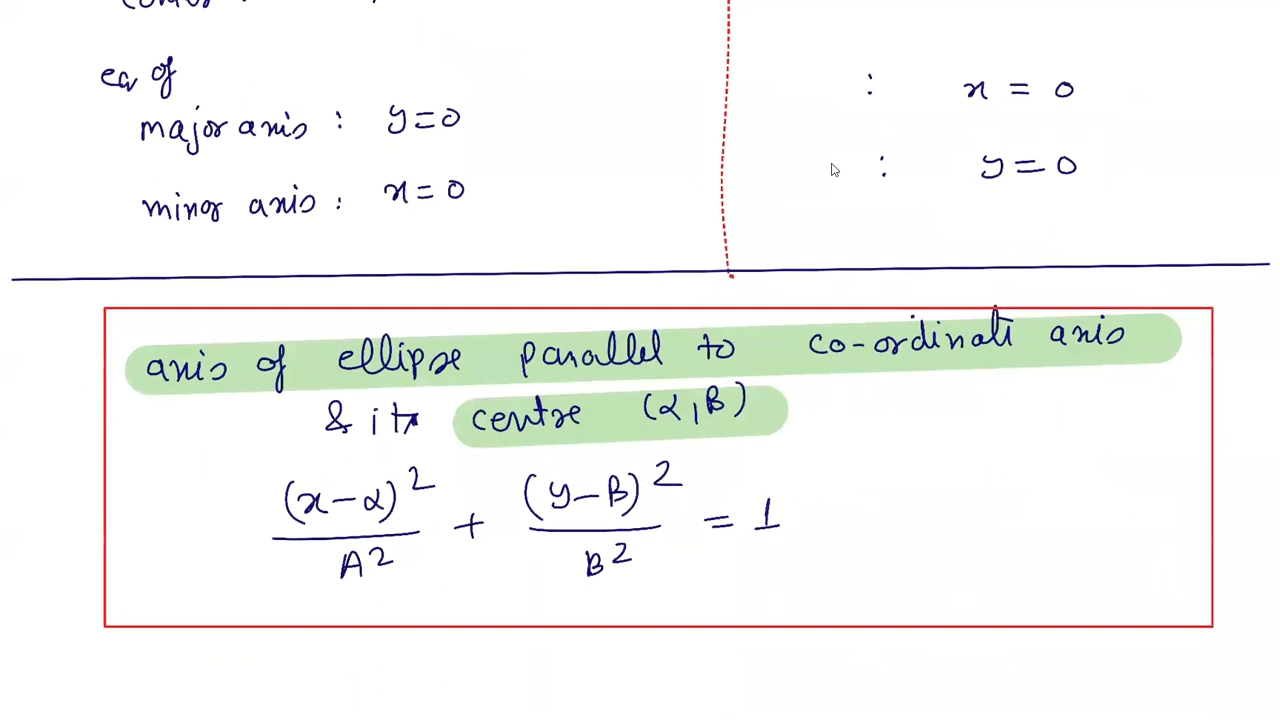 eq of
major axis : y=0
minor axis : x=0
: x = 0
: y = 0
axis of ellipse parallel to co-ordinate axis
& its centre (α, β)
(x-α)² / A² + (y-β)² / B² = 1